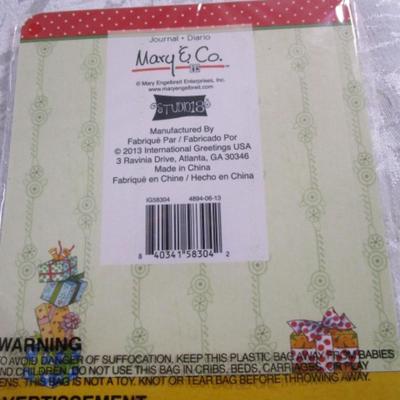 Journal • Diario
Mary & Co.
ME
© Mary Engelbreit Enterprises, Inc.
www.maryengelbreit.com
STUDIO18
Manufactured By
Fabriqué Par / Fabricado Por
© 2013 International Greetings USA
3 Ravinia Drive, Atlanta, GA 30346
Made in China
Fabriqué en Chine / Hecho en China
IG58304 4894-06-13
8 40341 58304 2
WARNING
TO AVOID DANGER OF SUFFOCATION, KEEP THIS PLASTIC BAG AWAY FROM BABIES
AND CHILDREN. DO NOT USE THIS BAG IN CRIBS, BEDS, CARRIAGES, OR PLAY
PENS. THIS BAG IS NOT A TOY. KNOT OR TEAR BAG BEFORE THROWING AWAY.
AVERTISSEMENT